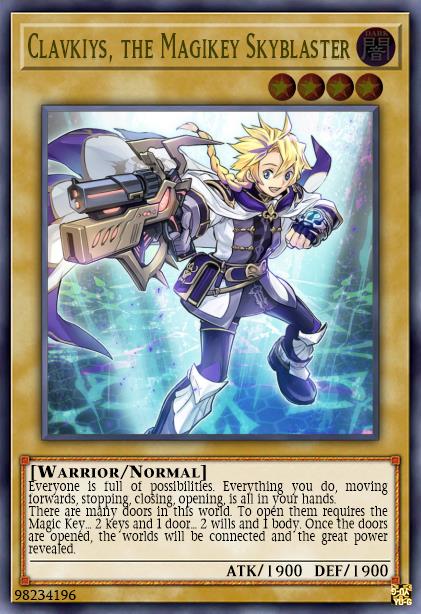 Clavkiys, the Magikey Skyblaster
DARK
闇
[Warrior/Normal]
Everyone is full of possibilities. Everything you do, moving
forwards, stopping, closing, opening, is all in your hands.
There are many doors in this world. To open them requires the
Magic Key... 2 keys and 1 door... 2 wills and 1 body. Once the doors
are opened, the worlds will be connected and the great power
revealed.
ATK/1900 DEF/1900
98234196